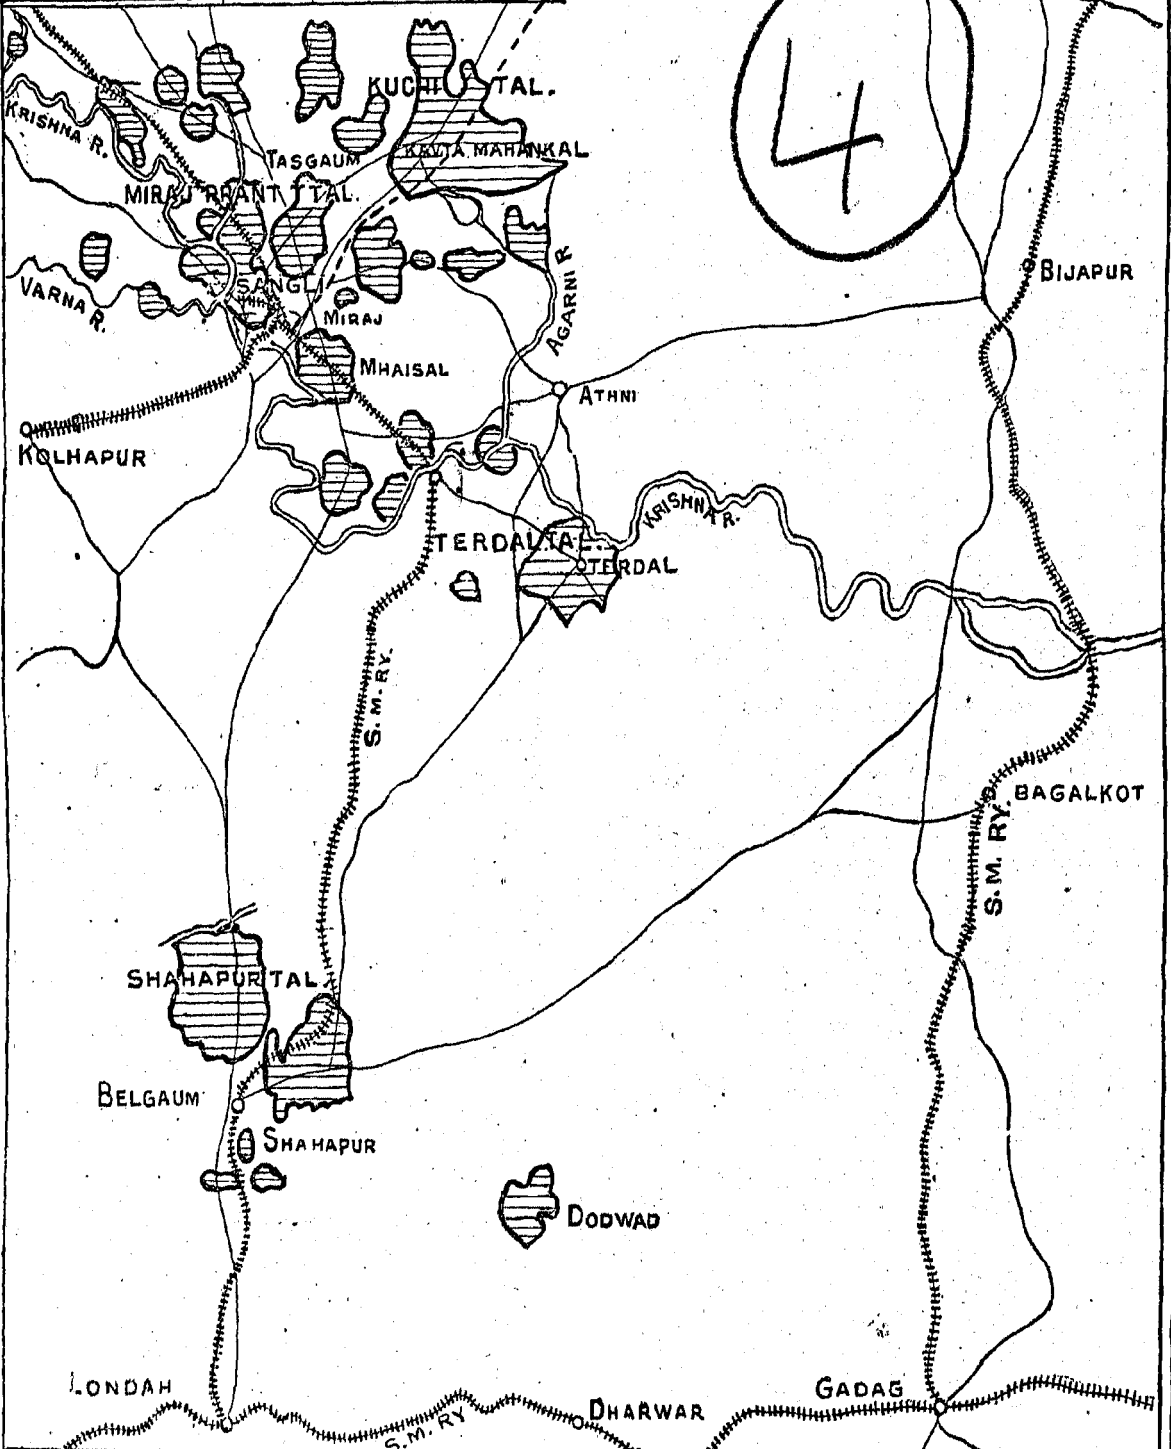 4
KUCHI TAL.
KRISHNA R.
TASGAUM
KAVTA MAHANKAL
MIRAJ PRANT TAL.
BIJAPUR
SANGLI
VARNA R.
AGARNI R
MIRAJ
MHAISAL
ATHNI
KOLHAPUR
KRISHNA R.
TERDAL TAL.
TERDAL
S.M.RY.
BAGALKOT
S.M. RY.
SHAHAPUR TAL.
BELGAUM
SHAHAPUR
DODWAD
LONDAH
GADAG
DHARWAR
S.M. RY